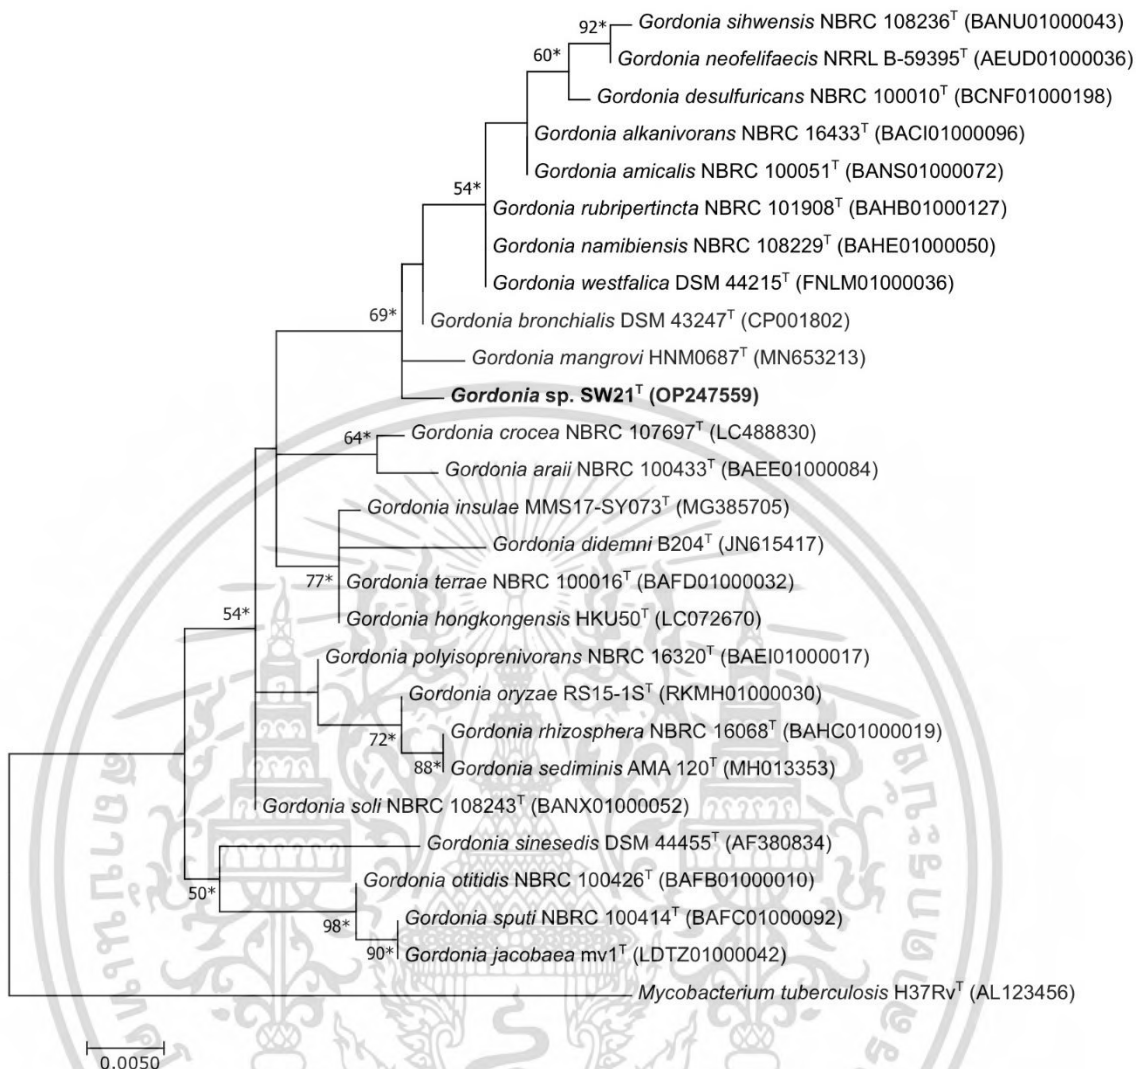 92* Gordonia sihwensis NBRC 108236ᵀ (BANU01000043)
60* Gordonia neofelifaecis NRRL B-59395ᵀ (AEUD01000036)
Gordonia desulfuricans NBRC 100010ᵀ (BCNF01000198)
Gordonia alkanivorans NBRC 16433ᵀ (BACI01000096)
Gordonia amicalis NBRC 100051ᵀ (BANS01000072)
54* Gordonia rubripertincta NBRC 101908ᵀ (BAHB01000127)
Gordonia namibiensis NBRC 108229ᵀ (BAHE01000050)
Gordonia westfalica DSM 44215ᵀ (FNLM01000036)
69* Gordonia bronchialis DSM 43247ᵀ (CP001802)
Gordonia mangrovi HNM0687ᵀ (MN653213)
Gordonia sp. SW21ᵀ (OP247559)
64* Gordonia crocea NBRC 107697ᵀ (LC488830)
Gordonia araii NBRC 100433ᵀ (BAEE01000084)
Gordonia insulae MMS17-SY073ᵀ (MG385705)
Gordonia didemni B204ᵀ (JN615417)
77* Gordonia terrae NBRC 100016ᵀ (BAFD01000032)
54* Gordonia hongkongensis HKU50ᵀ (LC072670)
Gordonia polyisoprenivorans NBRC 16320ᵀ (BAEI01000017)
Gordonia oryzae RS15-1Sᵀ (RKMH01000030)
72* Gordonia rhizosphera NBRC 16068ᵀ (BAHC01000019)
88* Gordonia sediminis AMA 120ᵀ (MH013353)
Gordonia soli NBRC 108243ᵀ (BANX01000052)
Gordonia sinesedis DSM 44455ᵀ (AF380834)
50* Gordonia otitidis NBRC 100426ᵀ (BAFB01000010)
98* Gordonia sputi NBRC 100414ᵀ (BAFC01000092)
90* Gordonia jacobaea mv1ᵀ (LDTZ01000042)
Mycobacterium tuberculosis H37Rvᵀ (AL123456)
0.0050